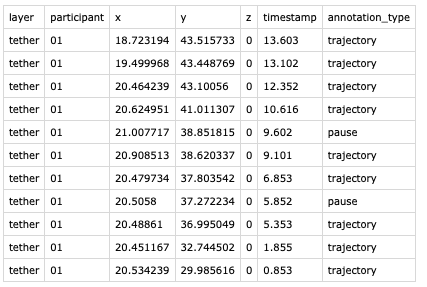 layer participant x y z timestamp annotation_type
tether 01 18.723194 43.515733 0 13.603 trajectory
tether 01 19.499968 43.448769 0 13.102 trajectory
tether 01 20.464239 43.10056 0 12.352 trajectory
tether 01 20.624951 41.011307 0 10.616 trajectory
tether 01 21.007717 38.851815 0 9.602 pause
tether 01 20.908513 38.620337 0 9.101 trajectory
tether 01 20.479734 37.803542 0 6.853 trajectory
tether 01 20.5058 37.272234 0 5.852 pause
tether 01 20.48861 36.995049 0 5.353 trajectory
tether 01 20.451167 32.744502 0 1.855 trajectory
tether 01 20.534239 29.985616 0 0.853 trajectory